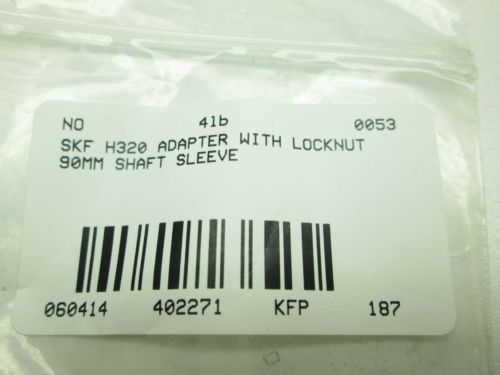 NO 41b 0053
SKF H320 ADAPTER WITH LOCKNUT
90MM SHAFT SLEEVE
060414 402271 KFP 187